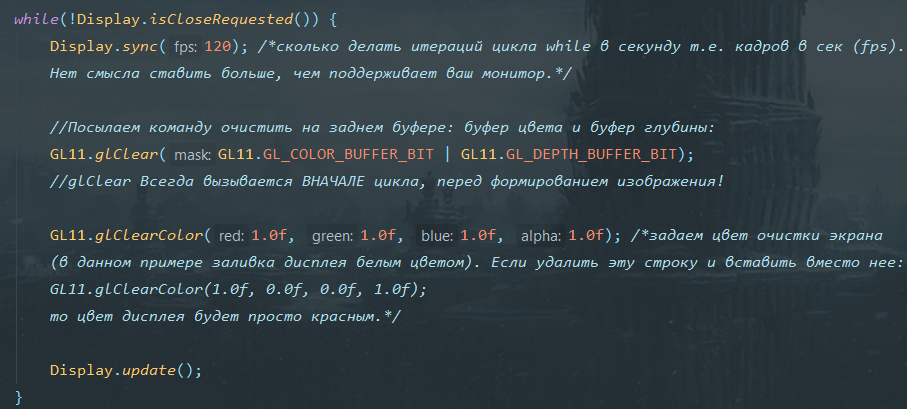 while(!Display.isCloseRequested()) {
Display.sync( fps: 120); /*сколько делать итераций цикла while в секунду т.е. кадров в сек (fps).
Нет смысла ставить больше, чем поддерживает ваш монитор.*/
//Посылаем команду очистить на заднем буфере: буфер цвета и буфер глубины:
GL11.glClear( mask: GL11.GL_COLOR_BUFFER_BIT | GL11.GL_DEPTH_BUFFER_BIT);
//glClear Всегда вызывается ВНАЧАЛЕ цикла, перед формированием изображения!
GL11.glClearColor( red: 1.0f, green: 1.0f, blue: 1.0f, alpha: 1.0f); /*задаем цвет очистки экрана
(в данном примере заливка дисплея белым цветом). Если удалить эту строку и вставить вместо нее:
GL11.glClearColor(1.0f, 0.0f, 0.0f, 1.0f);
то цвет дисплея будет просто красным.*/
Display.update();
}